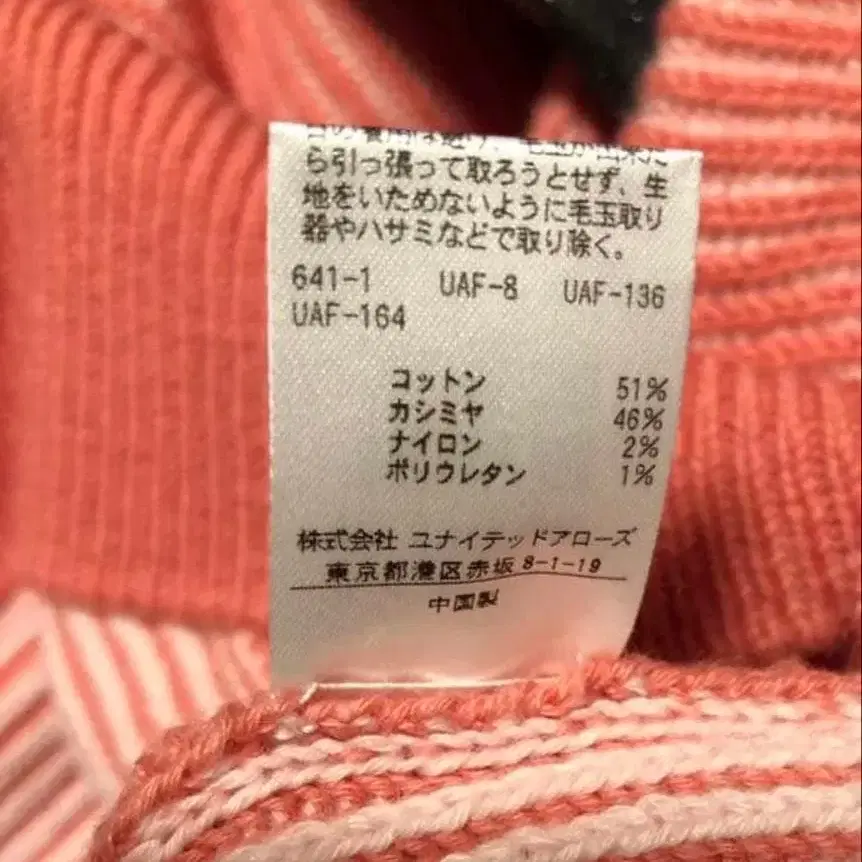 ら引っ張って取ろうとせず、生
地をいためないように毛玉取り
器やハサミなどで取り除く。
641-1 UAF-8 UAF-136
UAF-164
コットン 51%
カシミヤ 46%
ナイロン 2%
ポリウレタン 1%
株式会社 ユナイテッドアローズ
東京都港区赤坂 8-1-19
中国製